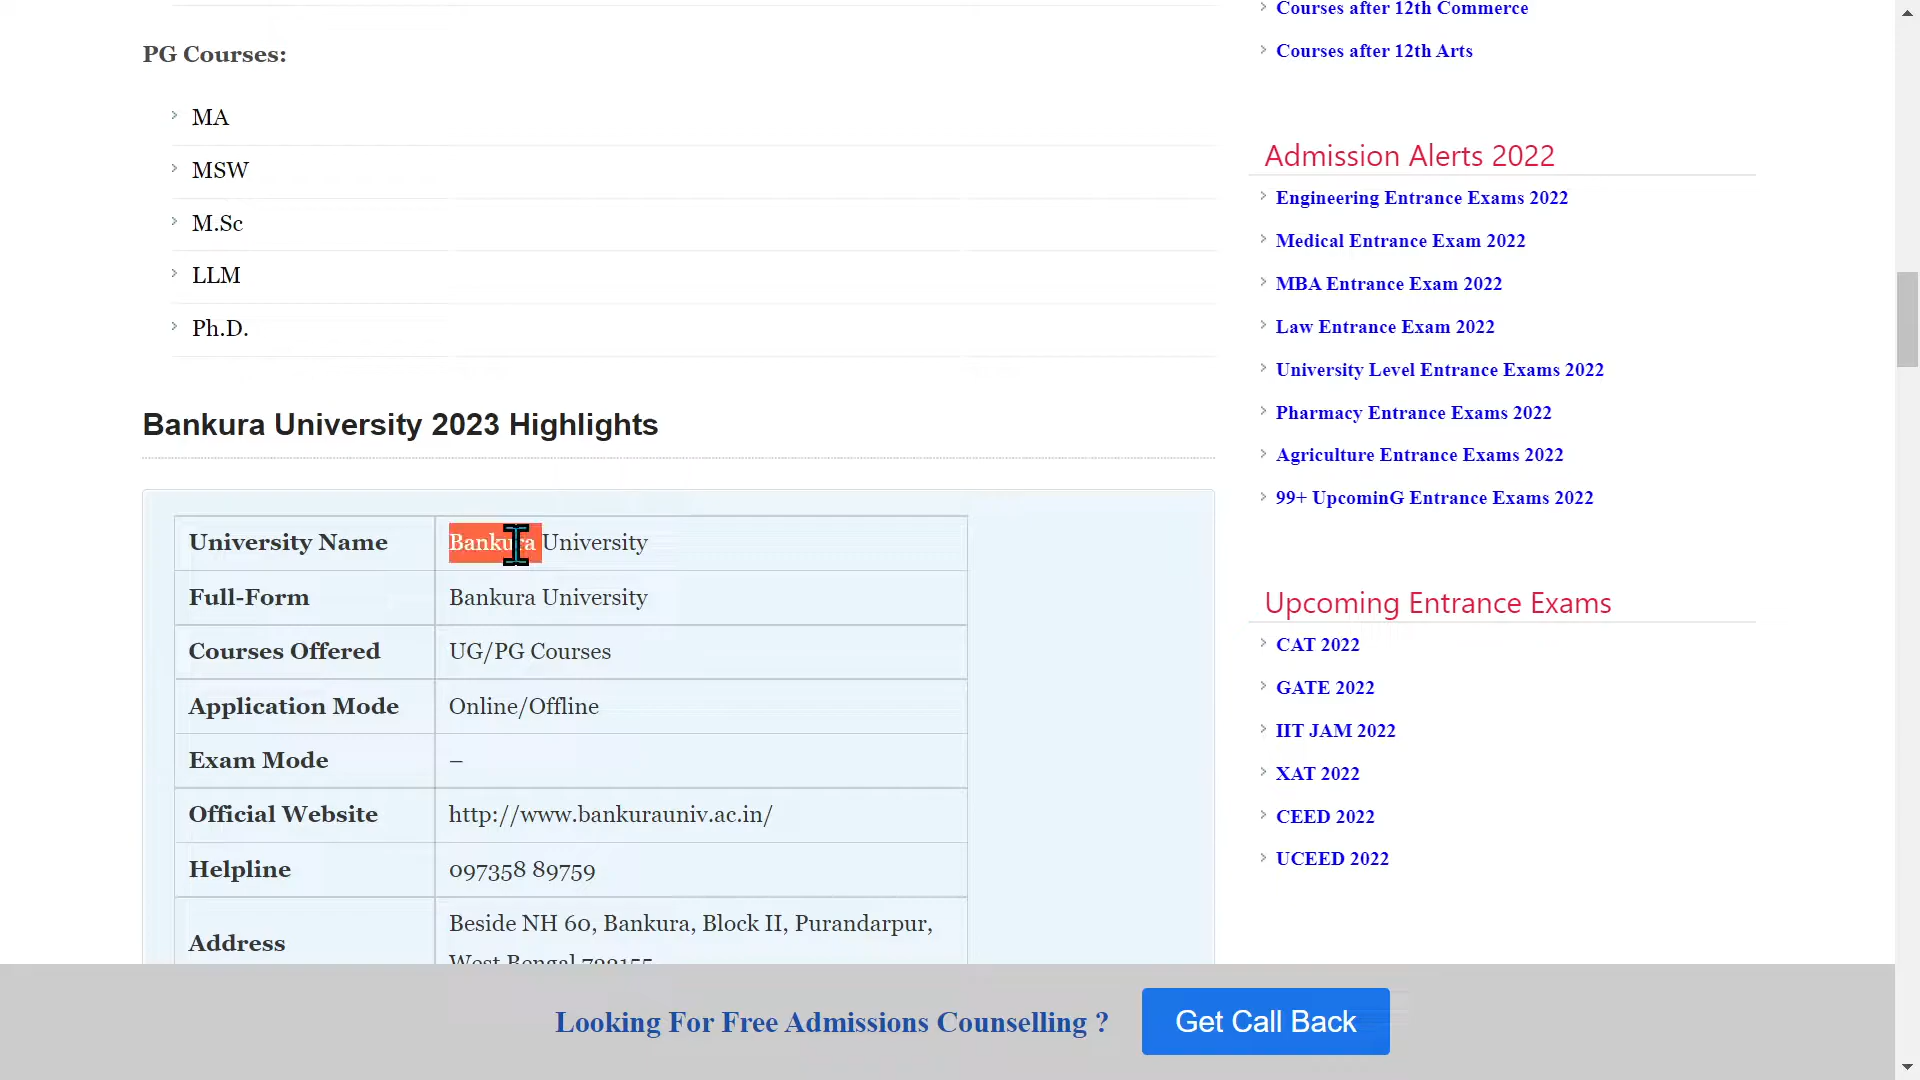 PG Courses:
MA
MSW
M.Sc
LLM
Ph.D.
Bankura University 2023 Highlights
University Name Bankura University
Full-Form Bankura University
Courses Offered UG/PG Courses
Application Mode Online/Offline
Exam Mode –
Official Website http://www.bankurauniv.ac.in/
Helpline 097358 89759
Address Beside NH 60, Bankura, Block II, Purandarpur,
West Bengal 722155
Courses after 12th Commerce
Courses after 12th Arts
Admission Alerts 2022
Engineering Entrance Exams 2022
Medical Entrance Exam 2022
MBA Entrance Exam 2022
Law Entrance Exam 2022
University Level Entrance Exams 2022
Pharmacy Entrance Exams 2022
Agriculture Entrance Exams 2022
99+ UpcominG Entrance Exams 2022
Upcoming Entrance Exams
CAT 2022
GATE 2022
IIT JAM 2022
XAT 2022
CEED 2022
UCEED 2022
Looking For Free Admissions Counselling ?
Get Call Back